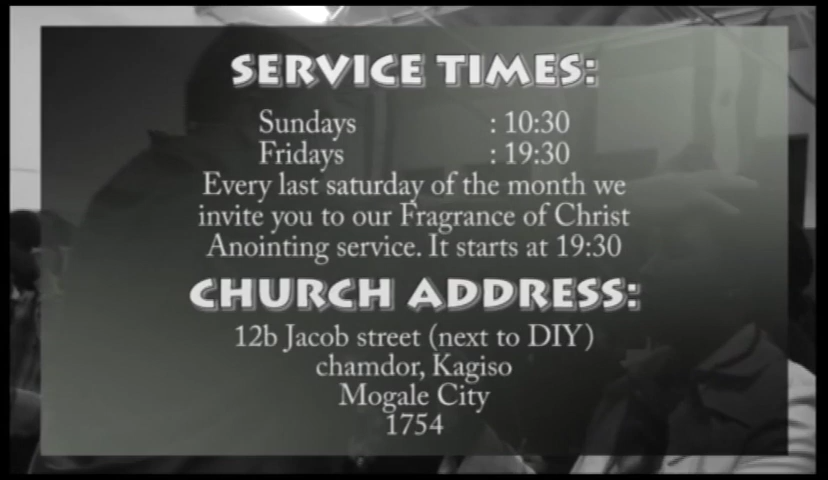 SERVICE TIMES:
Sundays : 10:30
Fridays : 19:30
Every last saturday of the month we
invite you to our Fragrance of Christ
Anointing service. It starts at 19:30
CHURCH ADDRESS:
12b Jacob street (next to DIY)
chamdor, Kagiso
Mogale City
1754